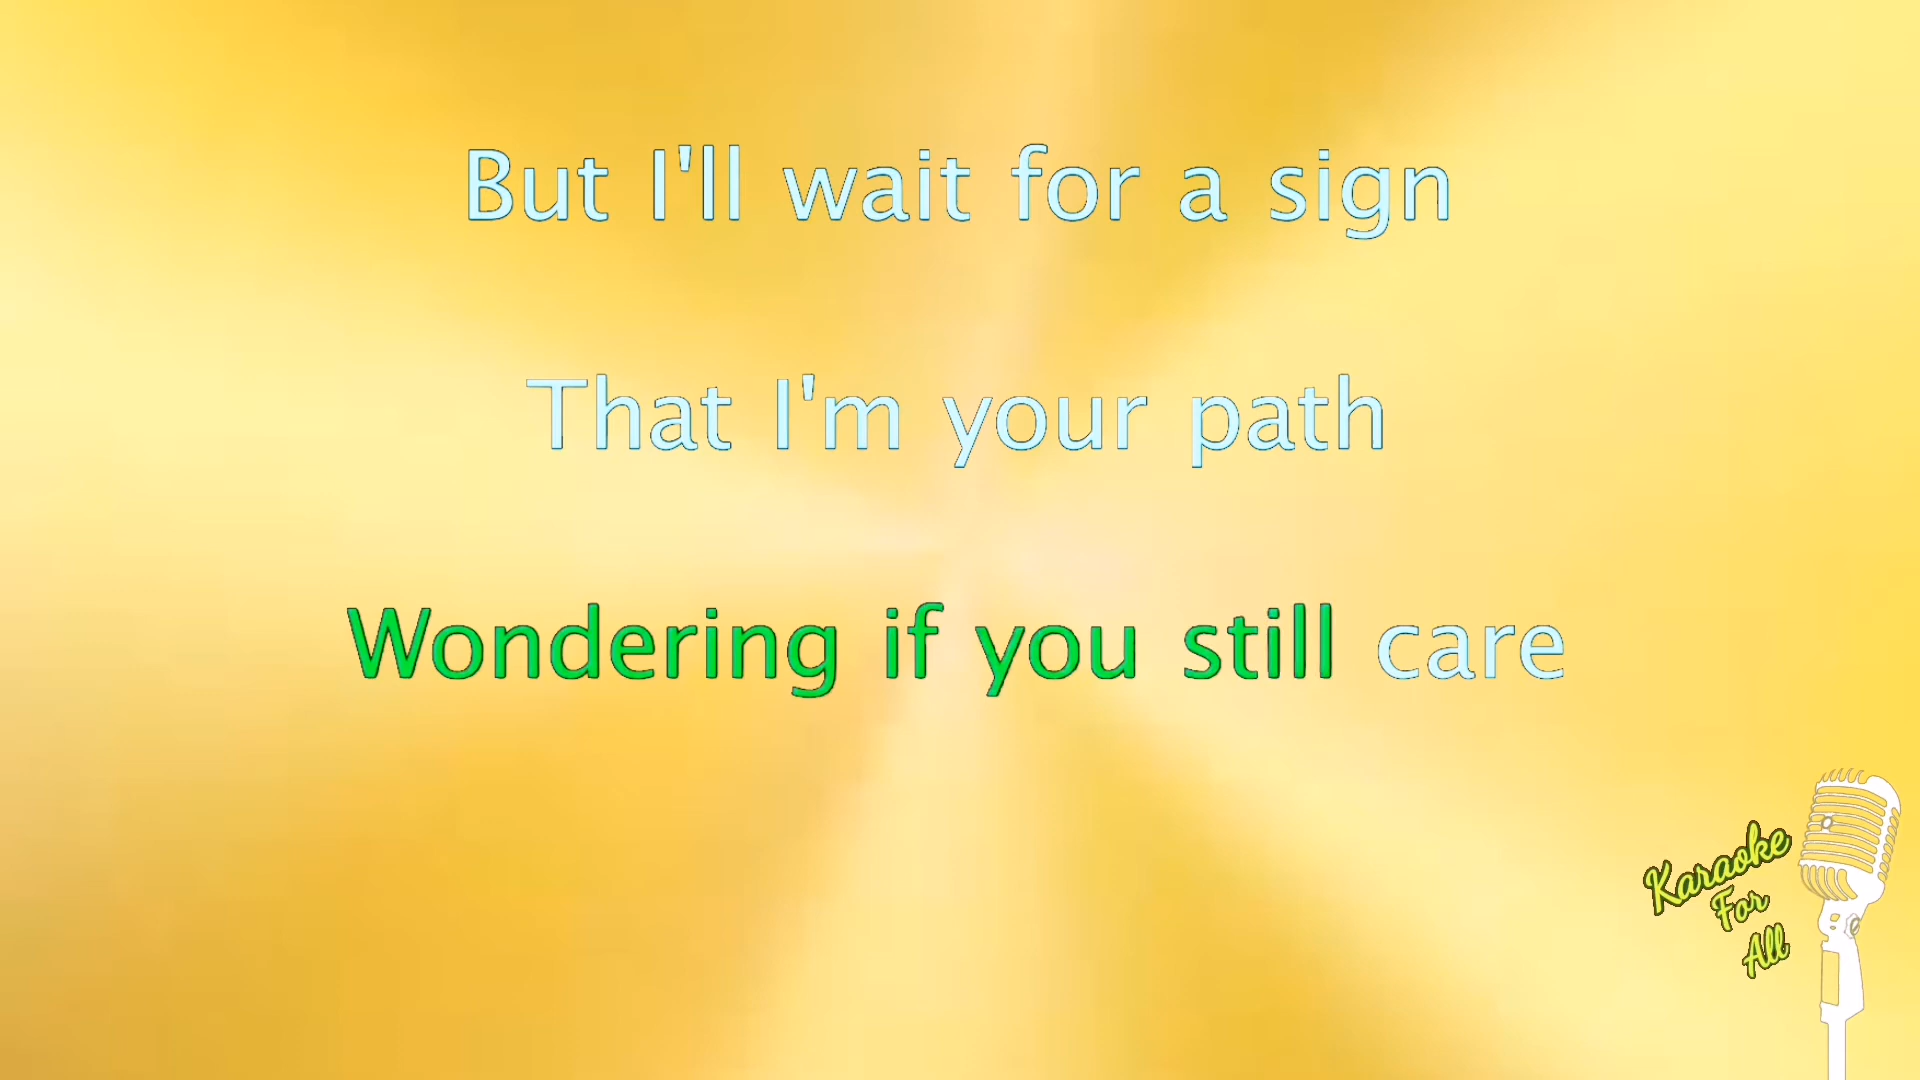 But I'll wait for a sign
That I'm your path
Wondering if you still care
Karaoke
For
All